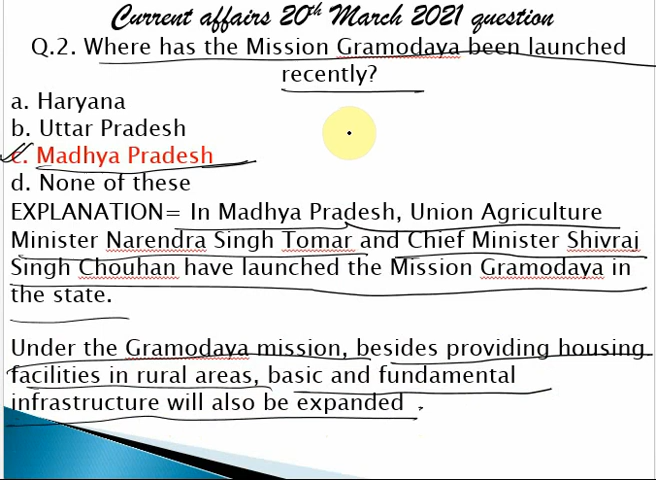 Current affairs 20th March 2021 question
Q.2. Where has the Mission Gramodaya been launched
recently?
a. Haryana
b. Uttar Pradesh
c. Madhya Pradesh
d. None of these
EXPLANATION= In Madhya Pradesh, Union Agriculture
Minister Narendra Singh Tomar and Chief Minister Shivraj
Singh Chouhan have launched the Mission Gramodaya in
the state.
Under the Gramodaya mission, besides providing housing
facilities in rural areas, basic and fundamental
infrastructure will also be expanded .